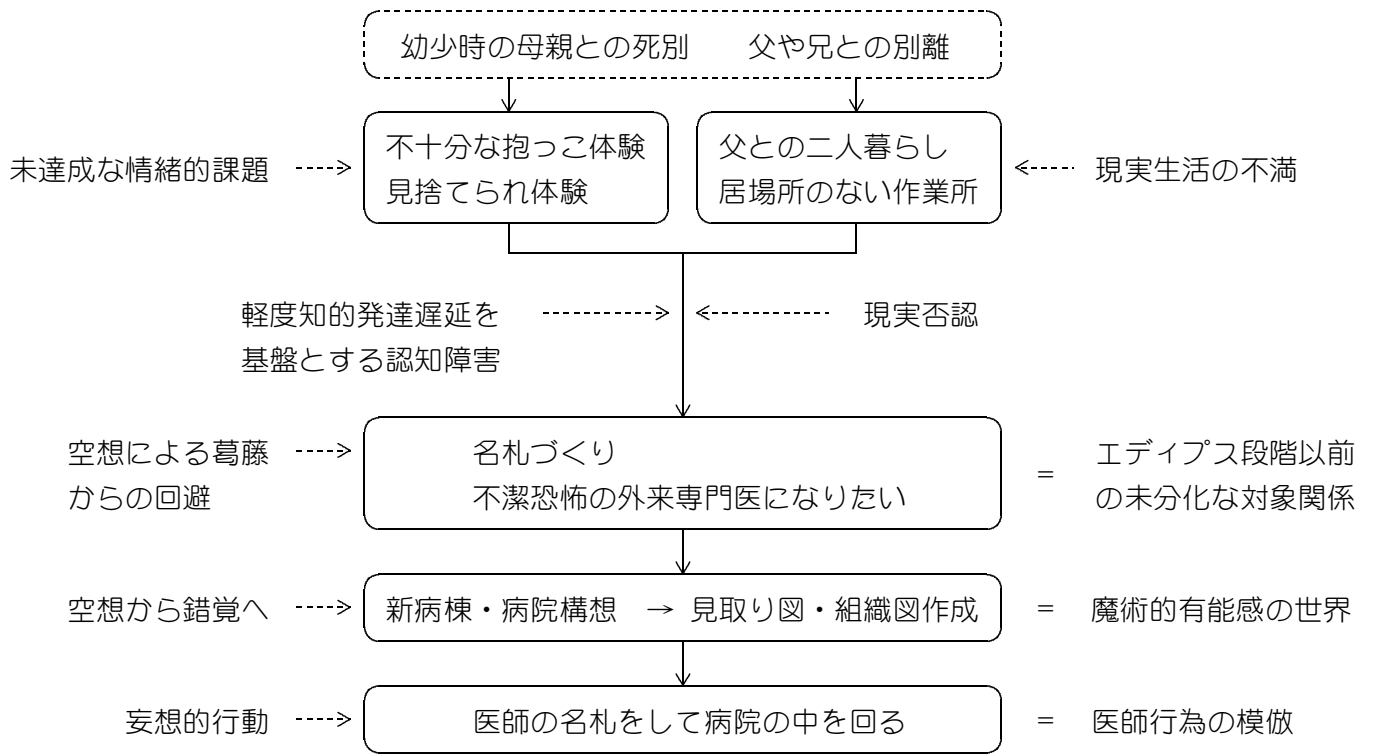 幼少時の母親との死別　父や兄との別離
未達成な情緒的課題
不十分な抱っこ体験
見捨てられ体験
父との二人暮らし
居場所のない作業所
現実生活の不満
軽度知的発達遅延を
基盤とする認知障害
現実否認
空想による葛藤
からの回避
名札づくり
不潔恐怖の外来専門医になりたい
=
エディプス段階以前
の未分化な対象関係
空想から錯覚へ
新病棟・病院構想　→ 見取り図・組織図作成
=
魔術的有能感の世界
妄想的行動
医師の名札をして病院の中を回る
=
医師行為の模倣